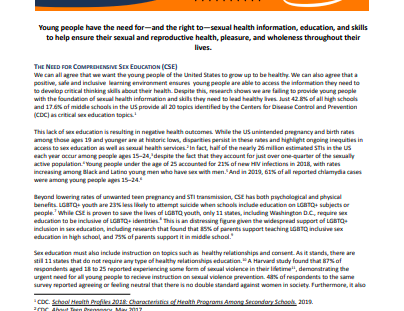 Young people have the need for—and the right to—sexual health information, education, and skills
to help ensure their sexual and reproductive health, pleasure, and wholeness throughout their
lives.
THE NEED FOR COMPREHENSIVE SEX EDUCATION (CSE)
We can all agree that we want the young people of the United States to grow up to be healthy. We can also agree that a
positive, safe and inclusive learning environment ensures young people are able to access the information they need to
to develop critical thinking skills about their health. Despite this, research shows we are failing to provide young people
with the foundation of sexual health information and skills they need to lead healthy lives. Just 42.8% of all high schools
and 17.6% of middle schools in the US provide all 20 topics identified by the Centers for Disease Control and Prevention
(CDC) as critical sex education topics.¹
This lack of sex education is resulting in negative health outcomes. While the US unintended pregnancy and birth rates
among those ages 19 and younger are at historic lows, disparities persist in these rates and highlight ongoing inequities in
access to sex education as well as sexual health services.² In fact, half of the nearly 26 million estimated STIs in the US
each year occur among people ages 15–24,³ despite the fact that they account for just over one-quarter of the sexually
active population.⁴ Young people under the age of 25 accounted for 21% of new HIV infections in 2018, with rates
increasing among Black and Latino young men who have sex with men.⁵ And in 2019, 61% of all reported chlamydia cases
were among young people ages 15–24.⁶
Beyond lowering rates of unwanted teen pregnancy and STI transmission, CSE has both psychological and physical
benefits. LGBTQ+ youth are 23% less likely to attempt suicide when schools include education on LGBTQ+ subjects or
people.⁷ While CSE is proven to save the lives of LGBTQ youth, only 11 states, including Washington D.C., require sex
education to be inclusive of LGBTQ+ identities.⁸ This is an distressing figure given the widespread support of LGBTQ+
inclusion in sex education, including research that found that 85% of parents support teaching LGBTQ inclusive sex
education in high school, and 75% of parents support it in middle school.⁹
Sex education must also include instruction on topics such as healthy relationships and consent. As it stands, there are
still 11 states that do not require any type of healthy relationships education.¹⁰ A Harvard study found that 87% of
respondents aged 18 to 25 reported experiencing some form of sexual violence in their lifetime¹¹, demonstrating the
urgent need for all young people to recieve instruction on sexual violence prevention. 48% of respondents to the same
survey reported agreeing or feeling neutral that there is no double standard against women in society. Furthermore, it also
¹ CDC. School Health Profiles 2018: Characteristics of Health Programs Among Secondary Schools. 2019.
² CDC. About Teen Pregnancy. May 2017.